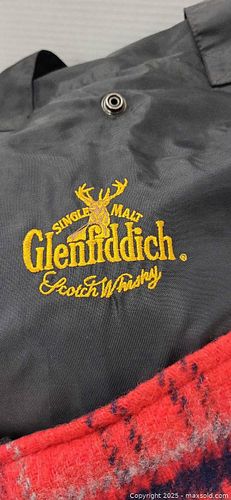 SINGLE MALT
Glenfiddich®
Scotch Whisky
Copyright © 2025 - maxsold.com